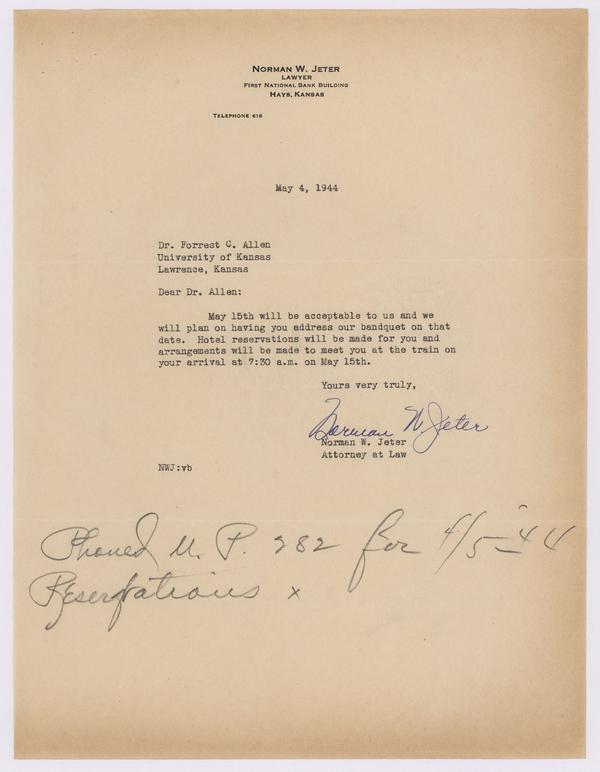 NORMAN W. JETER
LAWYER
FIRST NATIONAL BANK BUILDING
HAYS, KANSAS
TELEPHONE 616
May 4, 1944
Dr. Forrest C. Allen
University of Kansas
Lawrence, Kansas
Dear Dr. Allen:
May 15th will be acceptable to us and we
will plan on having you address our bandquet on that
date. Hotel reservations will be made for you and
arrangements will be made to meet you at the train on
your arrival at 7:30 a.m. on May 15th.
Yours very truly,
Norman W. Jeter
Norman W. Jeter
Attorney at Law
NWJ:vb
Phoned U. P. 282 for 4/5-44
Reservations x